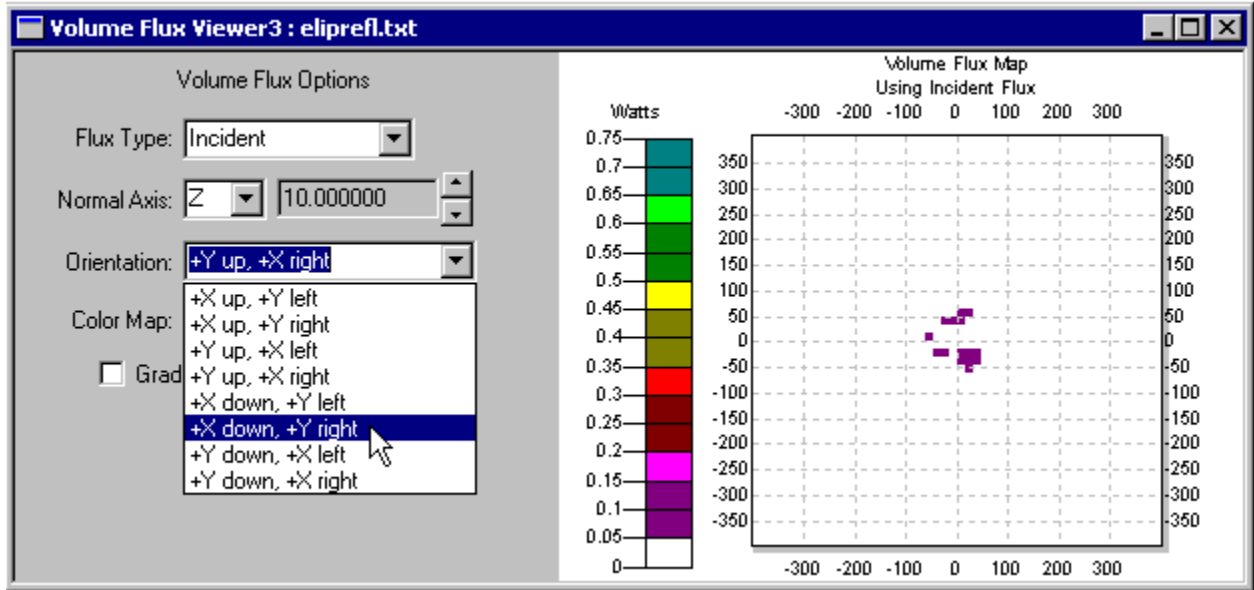 Volume Flux Viewer3 : eliprefl.txt
Volume Flux Options
Flux Type: Incident
Normal Axis: Z 10.000000
Orientation: +Y up, +X right
+X up, +Y left
+X up, +Y right
+Y up, +X left
+Y up, +X right
+X down, +Y left
+X down, +Y right
+Y down, +X left
+Y down, +X right
Color Map:
Grad
Volume Flux Map
Using Incident Flux
Watts
0.75
0.7
0.65
0.6
0.55
0.5
0.45
0.4
0.35
0.3
0.25
0.2
0.15
0.1
0.05
0
-300 -200 -100 0 100 200 300
350 350
300 300
250 250
200 200
150 150
100 100
50 50
0 0
-50 -50
-100 -100
-150 -150
-200 -200
-250 -250
-300 -300
-350 -350
-300 -200 -100 0 100 200 300